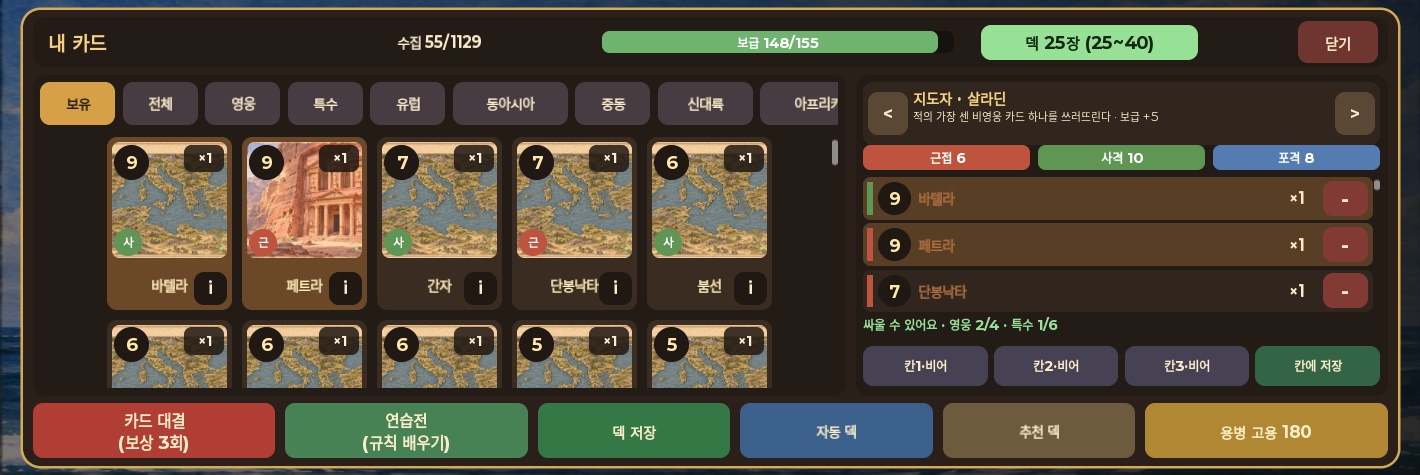 내 카드
수집 55/1129
보급 148/155
덱 25장 (25~40)
닫기
보유
전체
영웅
특수
유럽
동아시아
중동
신대륙
아프리카
<
지도자 · 살라딘
적의 가장 센 비영웅 카드 하나를 쓰러뜨린다 · 보급 +5
>
근접 6
사격 10
포격 8
9
×1
사
바텔라
i
9
×1
근
페트라
i
7
×1
사
간자
i
7
×1
근
단봉낙타
i
6
×1
사
붐선
i
6
×1
6
×1
6
×1
5
×1
5
×1
9
바텔라
×1
-
9
페트라
×1
-
7
단봉낙타
×1
-
싸울 수 있어요 · 영웅 2/4 · 특수 1/6
칸1·비어
칸2·비어
칸3·비어
칸에 저장
카드 대결
(보상 3회)
연습전
(규칙 배우기)
덱 저장
자동 덱
추천 덱
용병 고용 180